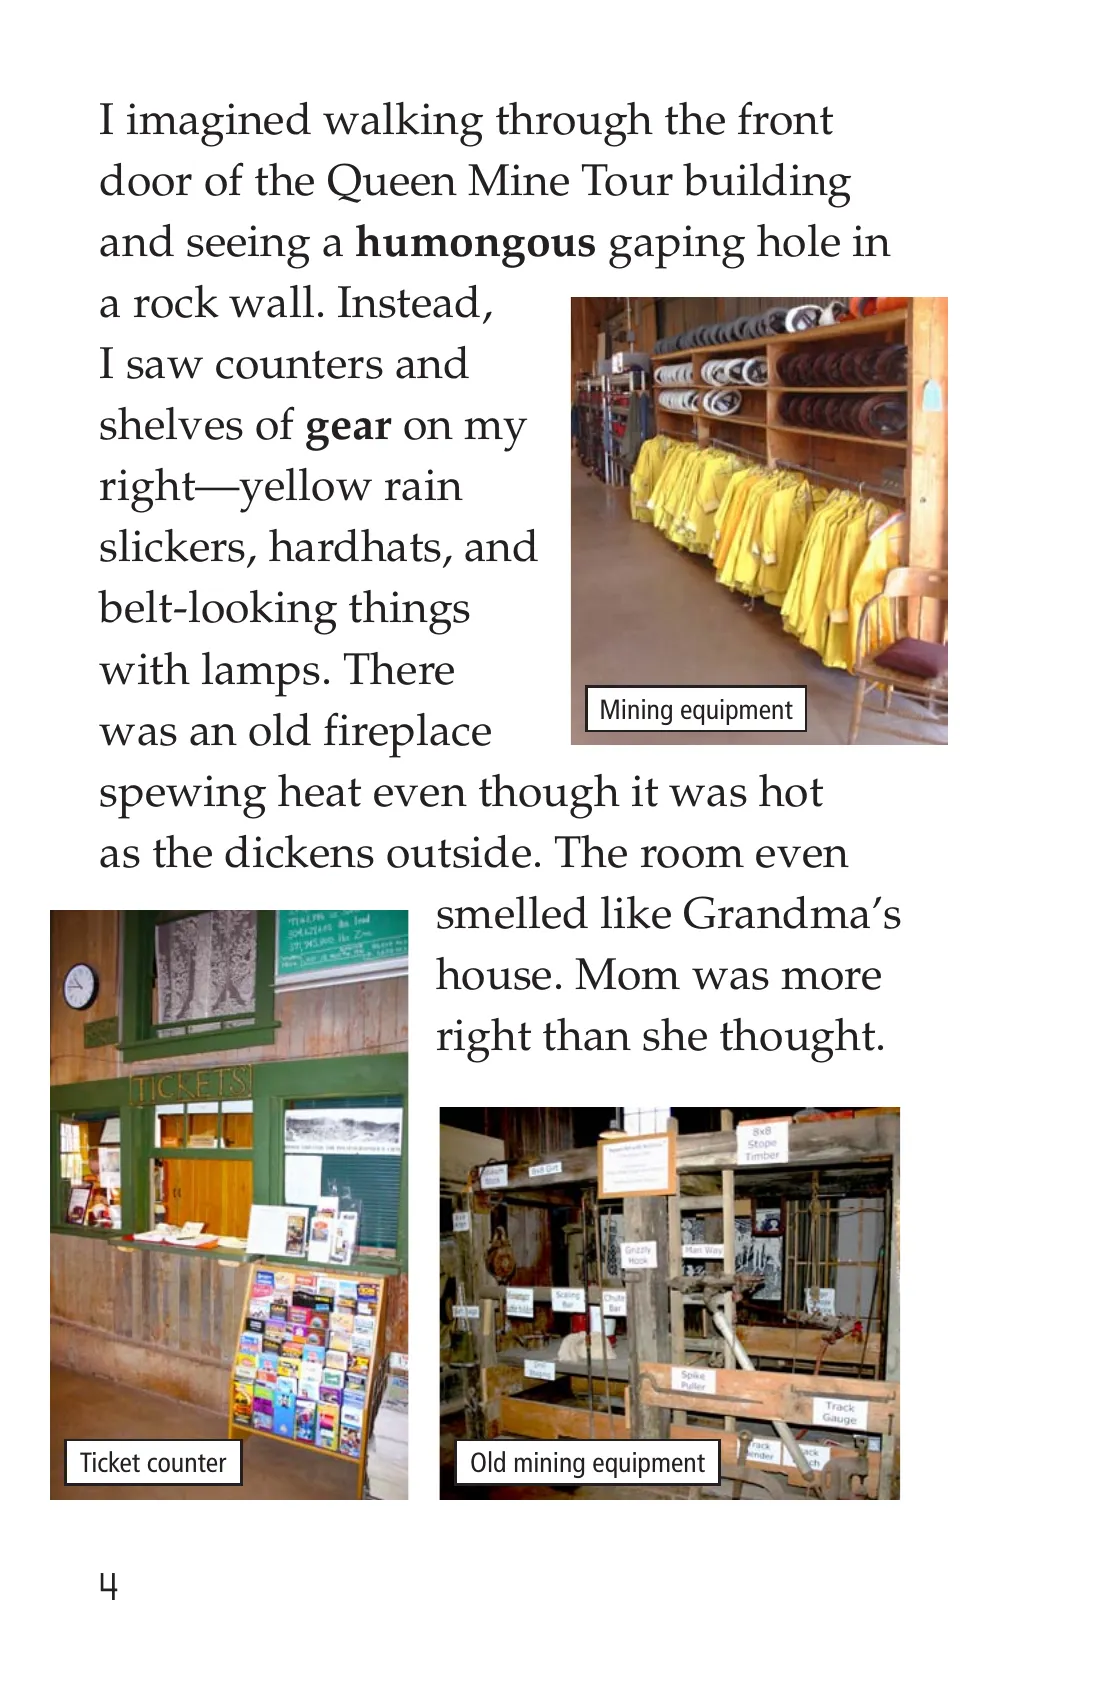 I imagined walking through the front
door of the Queen Mine Tour building
and seeing a humongous gaping hole in
a rock wall. Instead,
I saw counters and
shelves of gear on my
right—yellow rain
slickers, hardhats, and
belt-looking things
with lamps. There
was an old fireplace
spewing heat even though it was hot
as the dickens outside. The room even
smelled like Grandma's
house. Mom was more
right than she thought.
Mining equipment
TICKETS
Ticket counter
8x8
Stope
Timber
8x8 Girt
Grizzly
Hook
Man Way
Scaling
Bar
Chute
Bar
Spike
Puller
Track
Gauge
Track
Old mining equipment
4